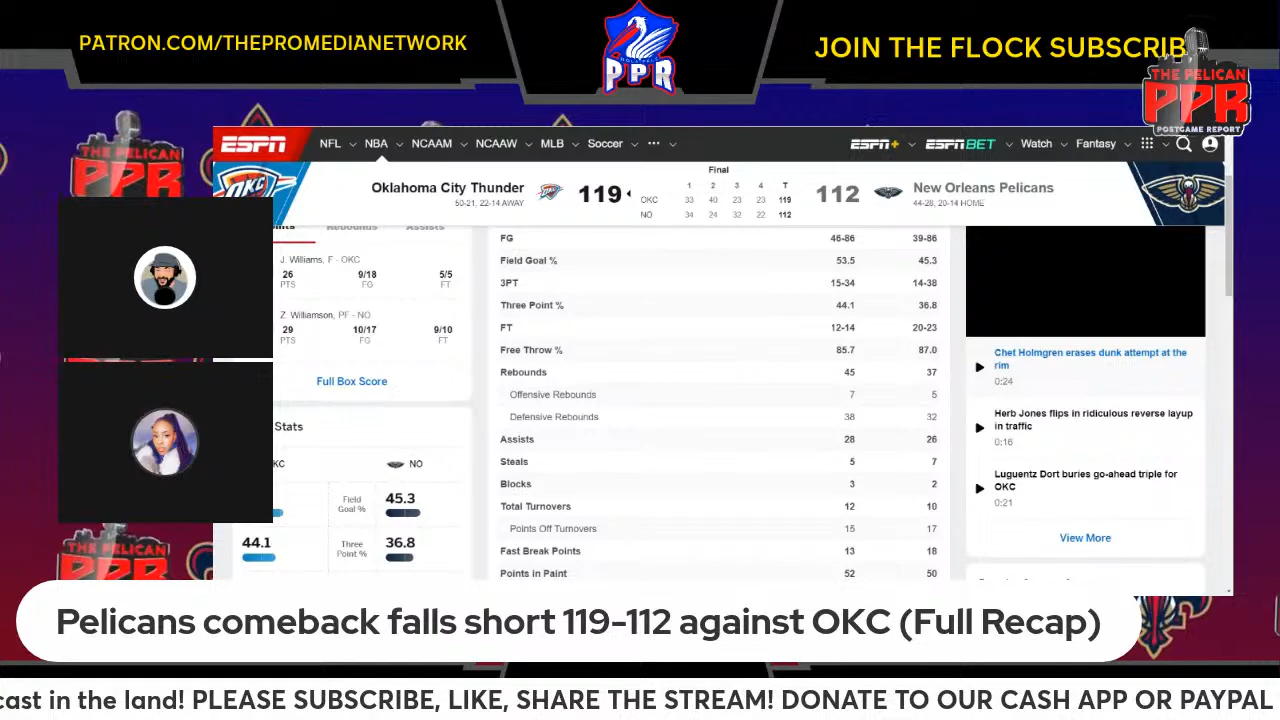 PATRON.COM/THEPROMEDIANETWORK
PPR
JOIN THE FLOCK SUBSCRIB
THE PELICAN
PPR
POSTGAME REPORT
THE PELICAN
PPR
ESPN NFL NBA NCAAM NCAAW MLB Soccer ••• ESPN+ ESPN BET Watch Fantasy
OKC
Oklahoma City Thunder
50-21, 22-14 AWAY
119
Final
1 2 3 4 T
OKC 33 40 23 23 119
NO 34 24 32 22 112
112
New Orleans Pelicans
44-28, 20-14 HOME
Rebounds Assists
J. Williams, F - OKC
26 9/18 5/5
PTS FG FT
Z. Williamson, PF - NO
29 10/17 9/10
PTS FG FT
Full Box Score
Stats
KC NO
Field Goal % 45.3
44.1 Three Point % 36.8
FG 46-86 39-86
Field Goal % 53.5 45.3
3PT 15-34 14-38
Three Point % 44.1 36.8
FT 12-14 20-23
Free Throw % 85.7 87.0
Rebounds 45 37
Offensive Rebounds 7 5
Defensive Rebounds 38 32
Assists 28 26
Steals 5 7
Blocks 3 2
Total Turnovers 12 10
Points Off Turnovers 15 17
Fast Break Points 13 18
Points in Paint 52 50
Chet Holmgren erases dunk attempt at the
rim
0:24
Herb Jones flips in ridiculous reverse layup
in traffic
0:16
Luguentz Dort buries go-ahead triple for
OKC
0:21
View More
THE PELICAN
PPR
Pelicans comeback falls short 119-112 against OKC (Full Recap)
cast in the land! PLEASE SUBSCRIBE, LIKE, SHARE THE STREAM! DONATE TO OUR CASH APP OR PAYPAL